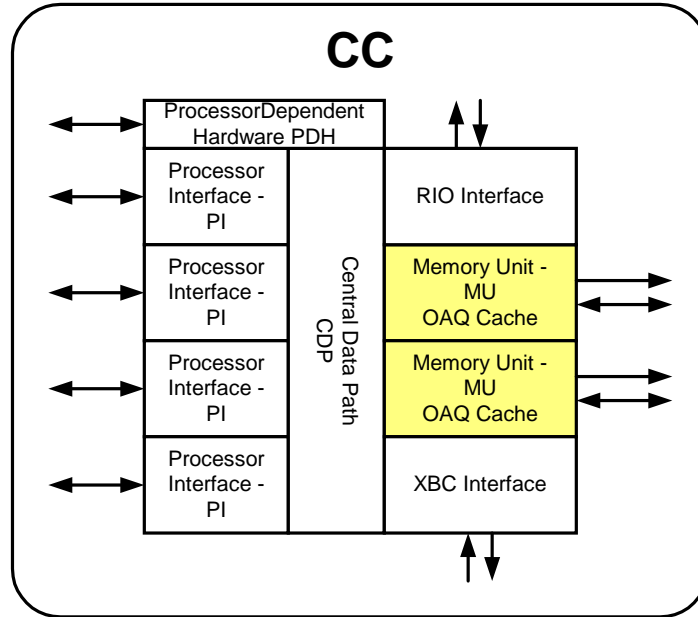 CC
ProcessorDependent
Hardware PDH
Processor
Interface -
PI
Processor
Interface -
PI
Processor
Interface -
PI
Processor
Interface -
PI
Central Data Path
CDP
RIO Interface
Memory Unit -
MU
OAQ Cache
Memory Unit -
MU
OAQ Cache
XBC Interface